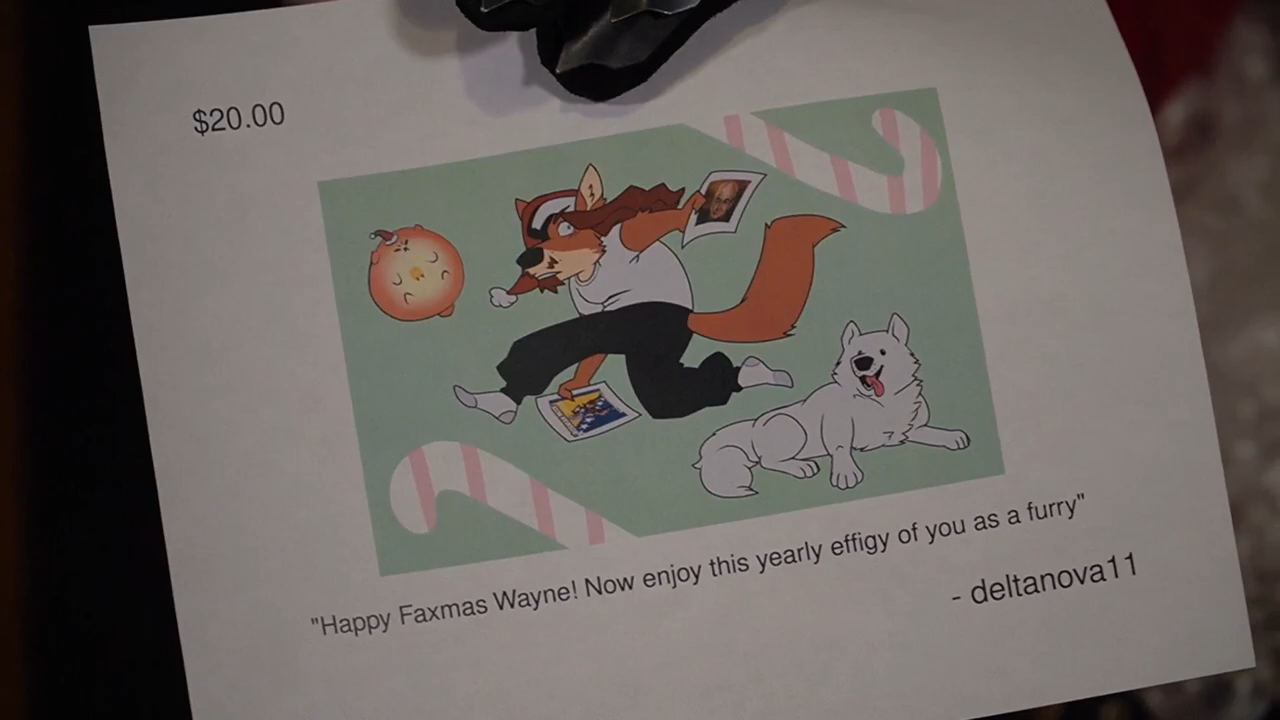 $20.00
"Happy Faxmas Wayne! Now enjoy this yearly effigy of you as a furry"
- deltanova11